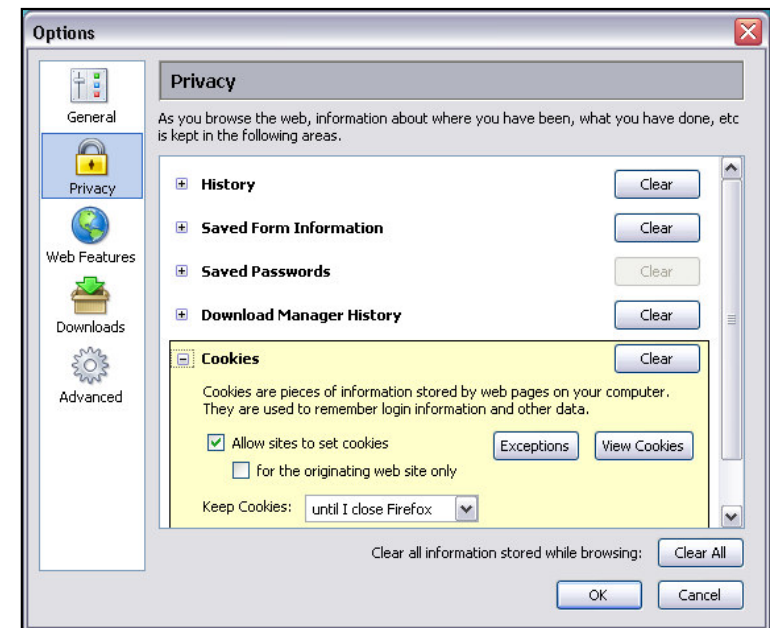 Options
General
Privacy
Web Features
Downloads
Advanced
Privacy
As you browse the web, information about where you have been, what you have done, etc
is kept in the following areas.
History Clear
Saved Form Information Clear
Saved Passwords Clear
Download Manager History Clear
Cookies Clear
Cookies are pieces of information stored by web pages on your computer.
They are used to remember login information and other data.
Allow sites to set cookies Exceptions View Cookies
for the originating web site only
Keep Cookies: until I close Firefox
Clear all information stored while browsing: Clear All
OK Cancel